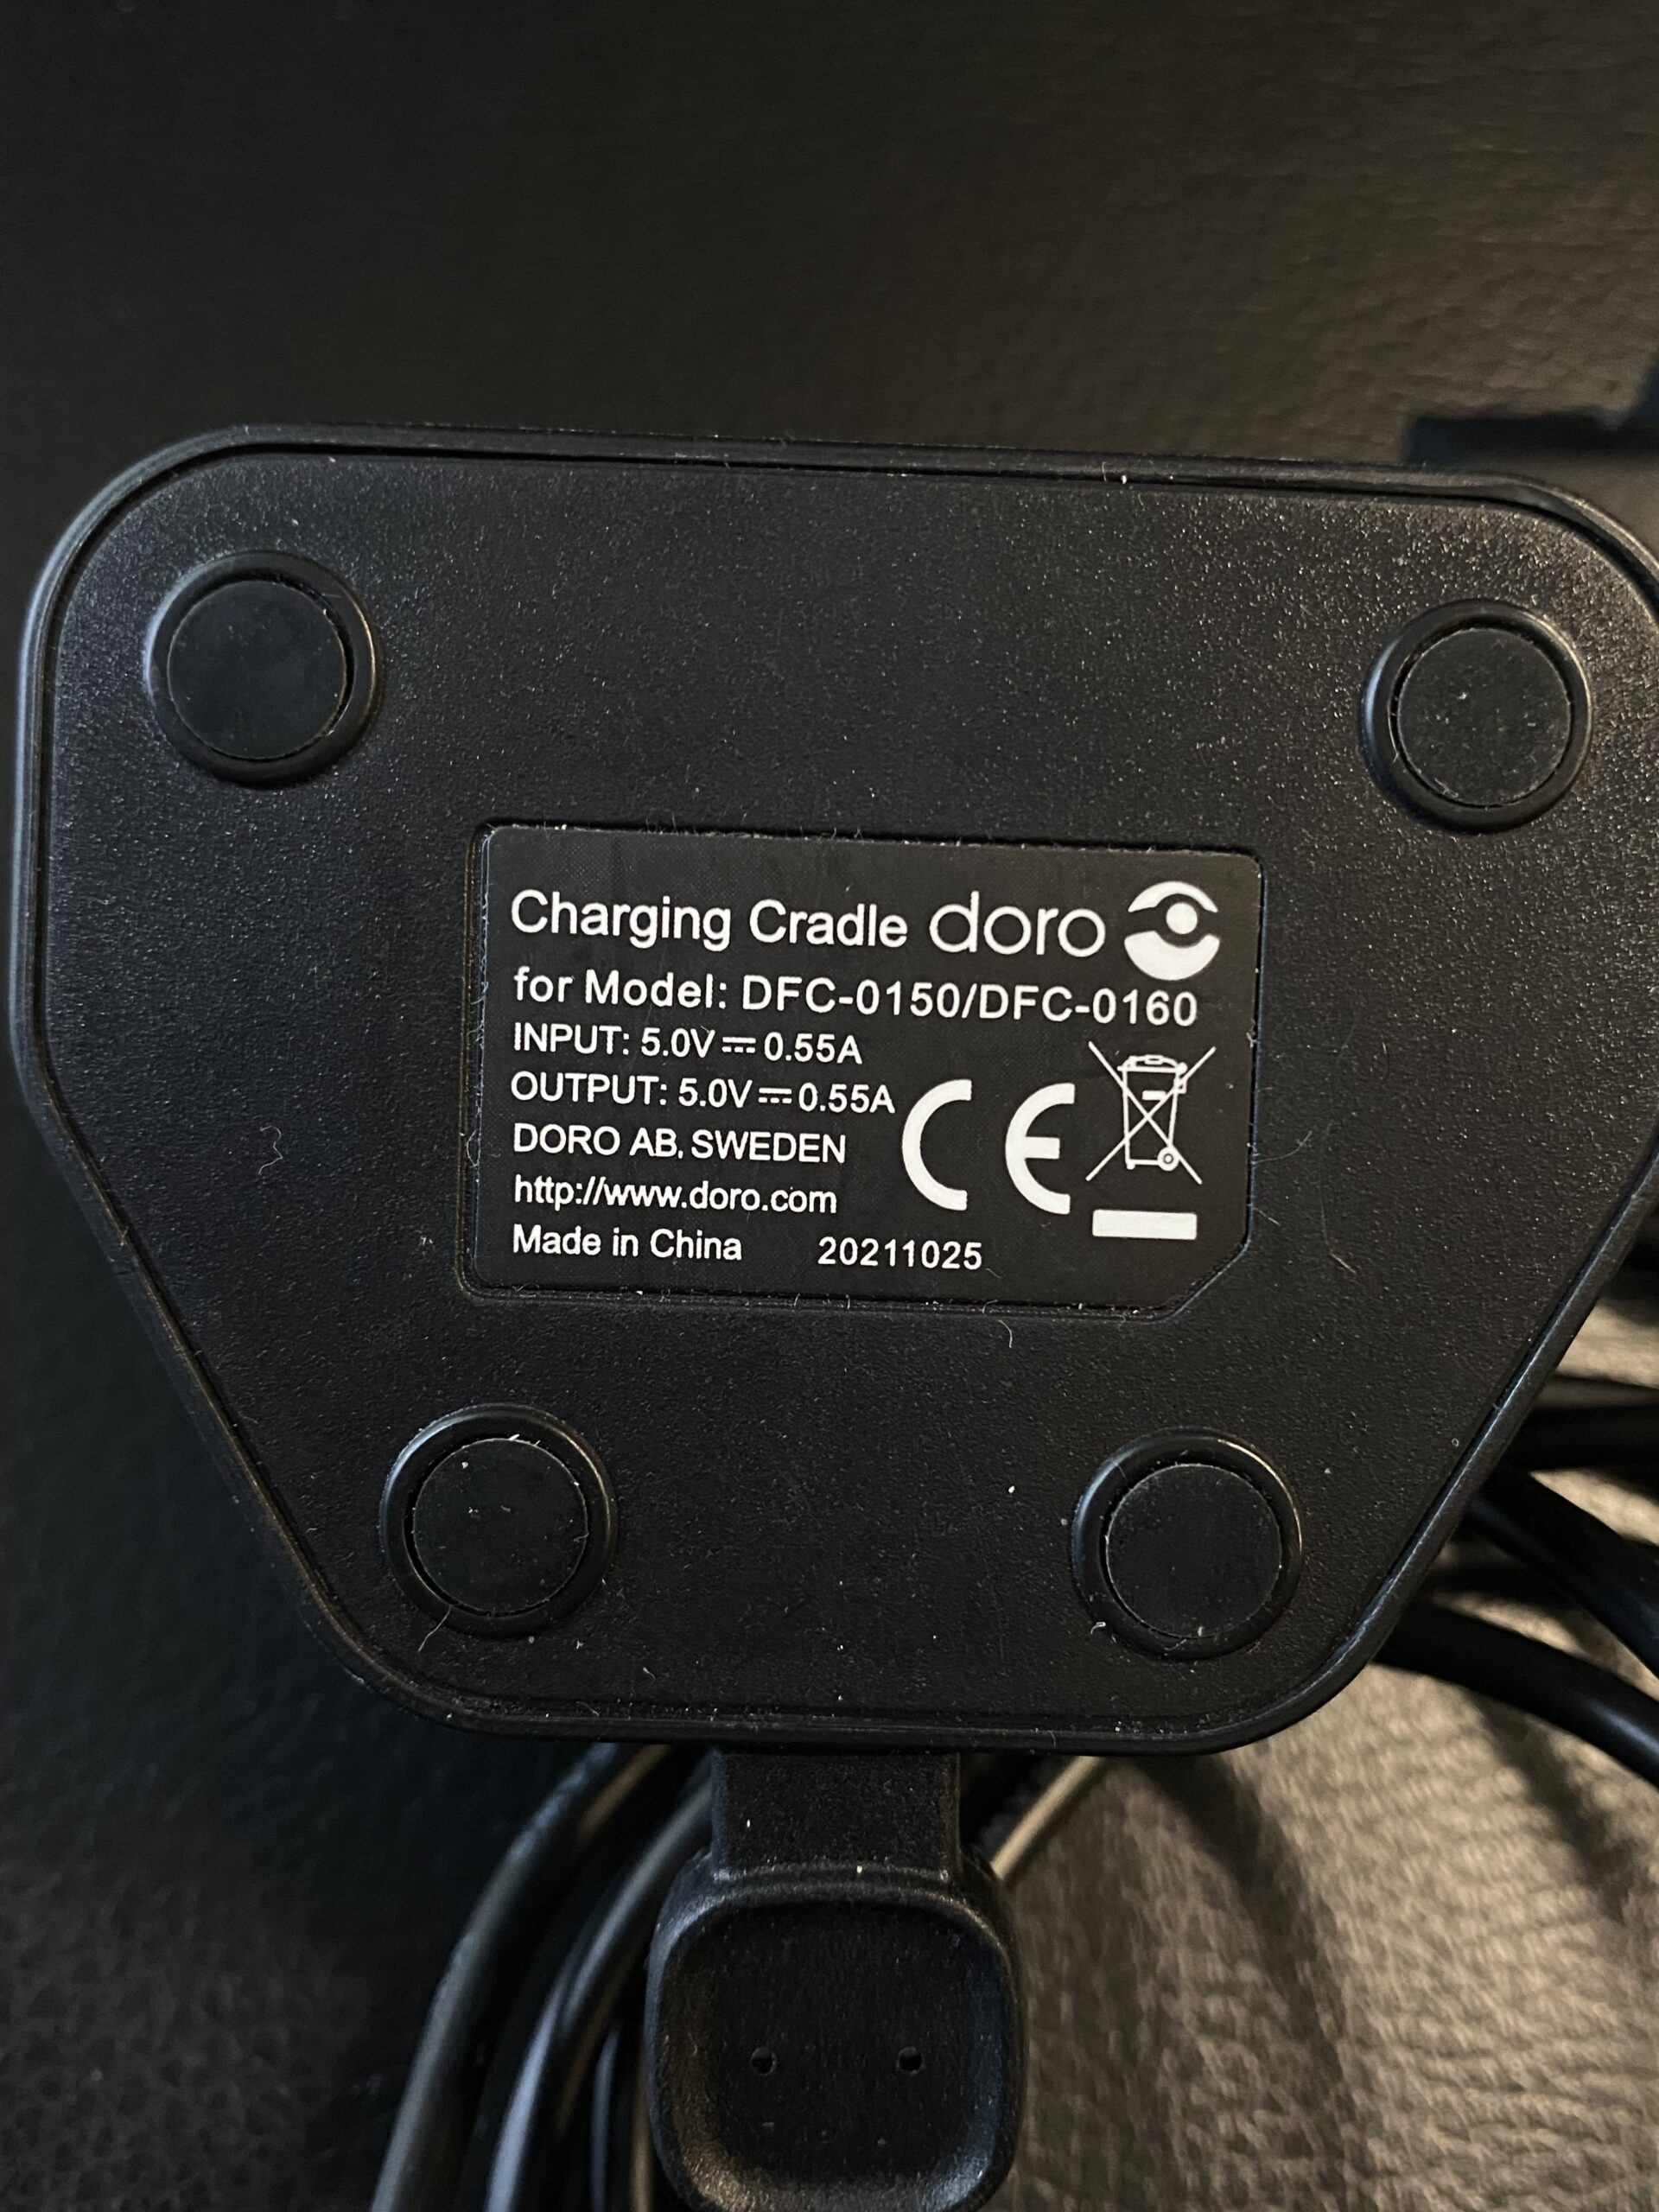 Charging Cradle doro
for Model: DFC-0150/DFC-0160
INPUT: 5.0V⎓0.55A
OUTPUT: 5.0V⎓0.55A
DORO AB, SWEDEN
http://www.doro.com
Made in China 20211025
CE